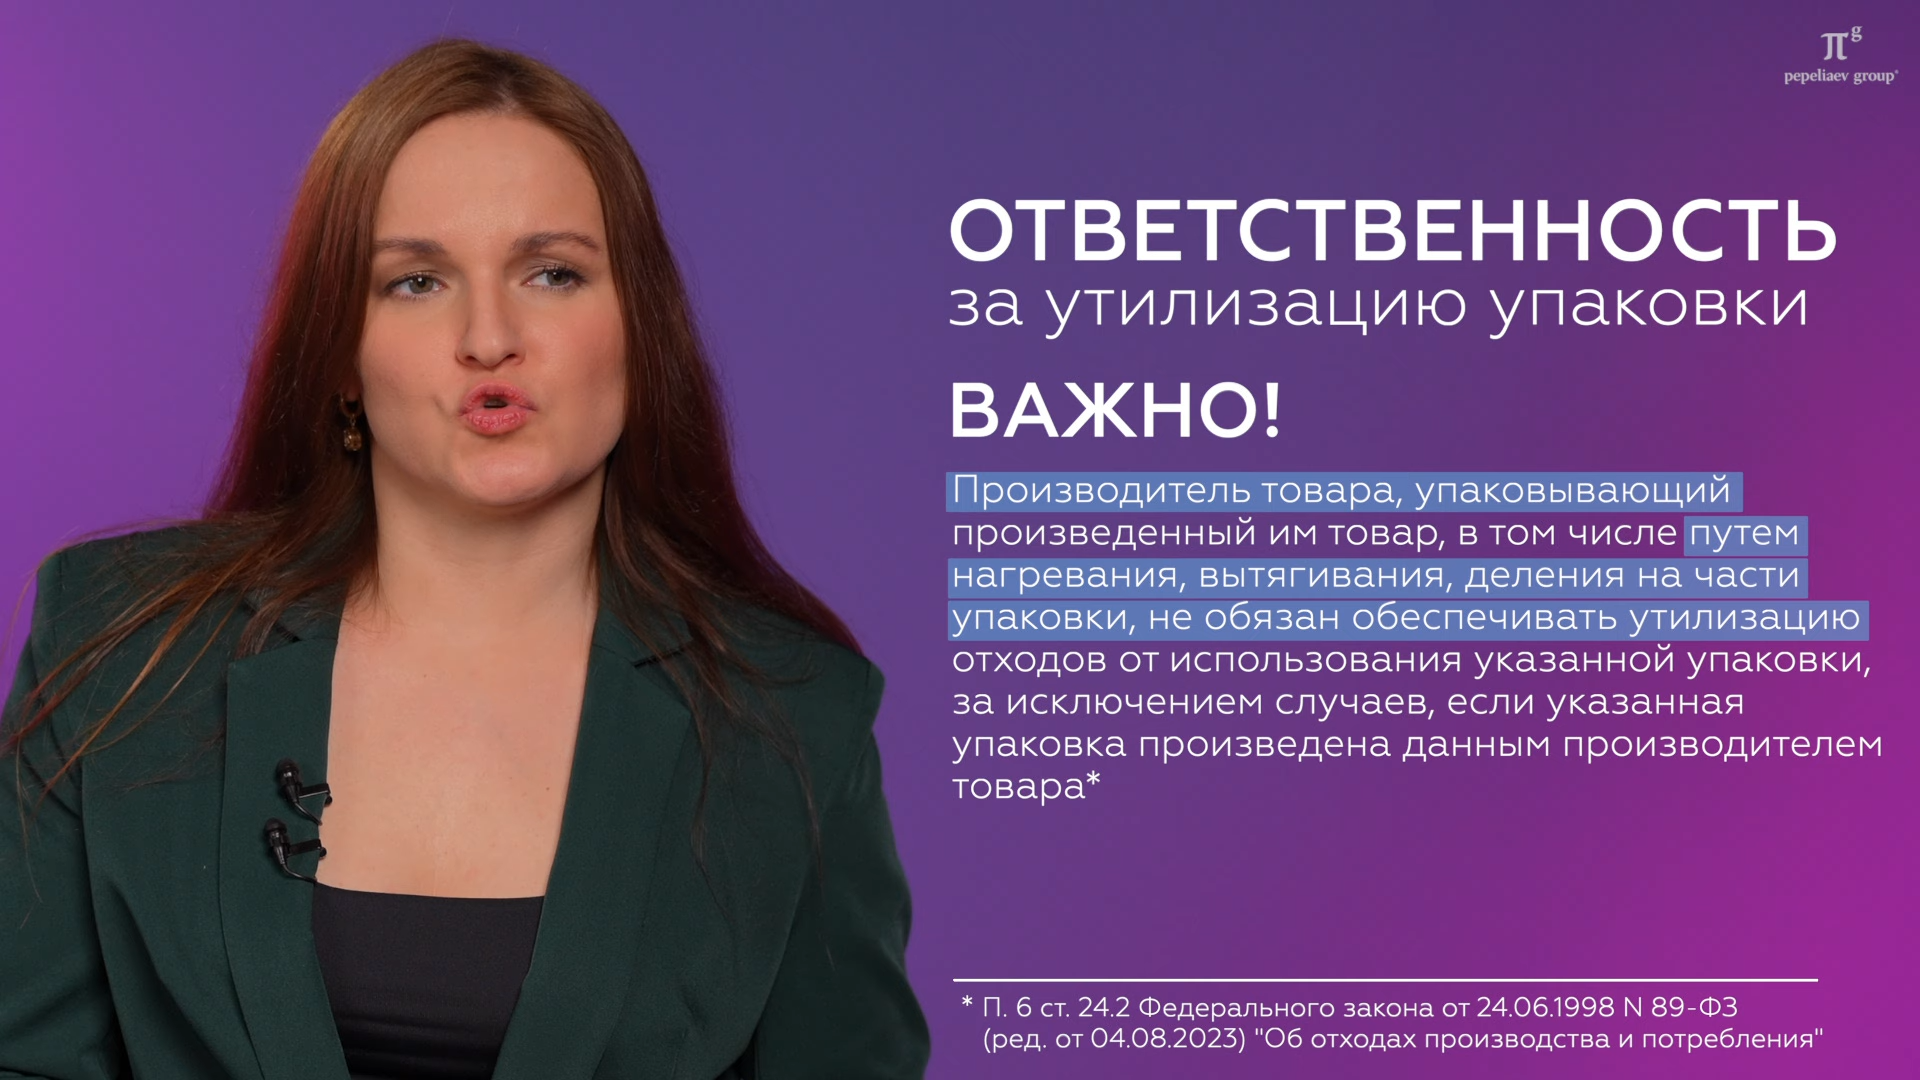 πg
pepeliaev group®
ОТВЕТСТВЕННОСТЬ
за утилизацию упаковки
ВАЖНО!
Производитель товара, упаковывающий
произведенный им товар, в том числе путем
нагревания, вытягивания, деления на части
упаковки, не обязан обеспечивать утилизацию
отходов от использования указанной упаковки,
за исключением случаев, если указанная
упаковка произведена данным производителем
товара*
* П. 6 ст. 24.2 Федерального закона от 24.06.1998 N 89-ФЗ
(ред. от 04.08.2023) "Об отходах производства и потребления"